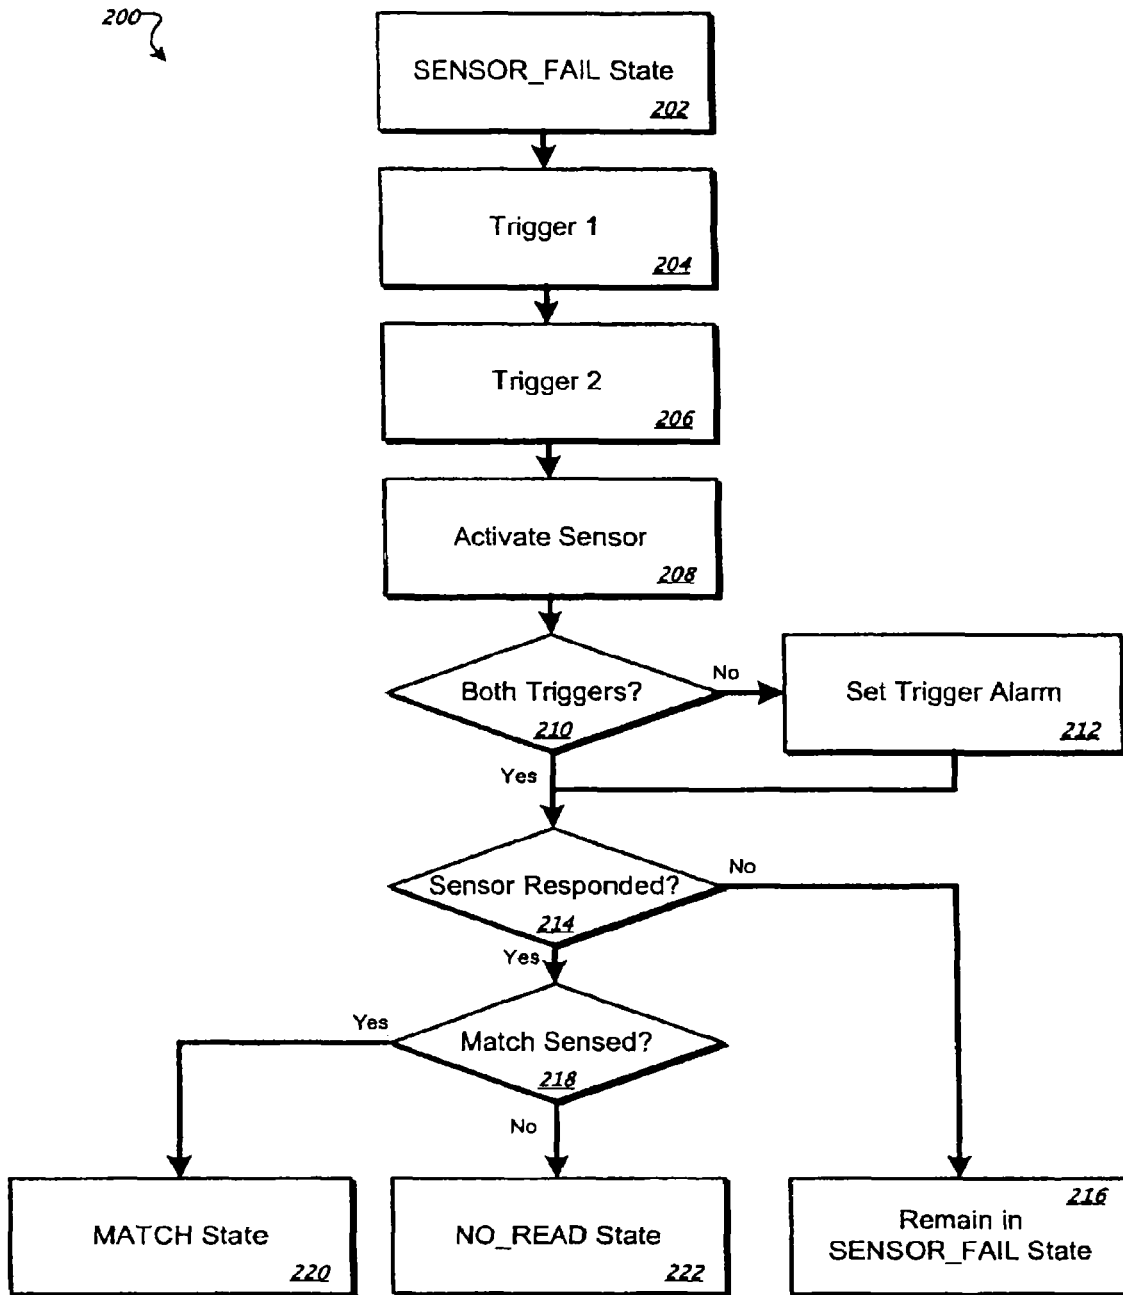 200
SENSOR_FAIL State
202
Trigger 1
204
Trigger 2
206
Activate Sensor
208
Both Triggers?
210
No
Set Trigger Alarm
212
Yes
Sensor Responded?
214
No
Yes
Match Sensed?
218
Yes
No
MATCH State
220
NO_READ State
222
216
Remain in
SENSOR_FAIL State